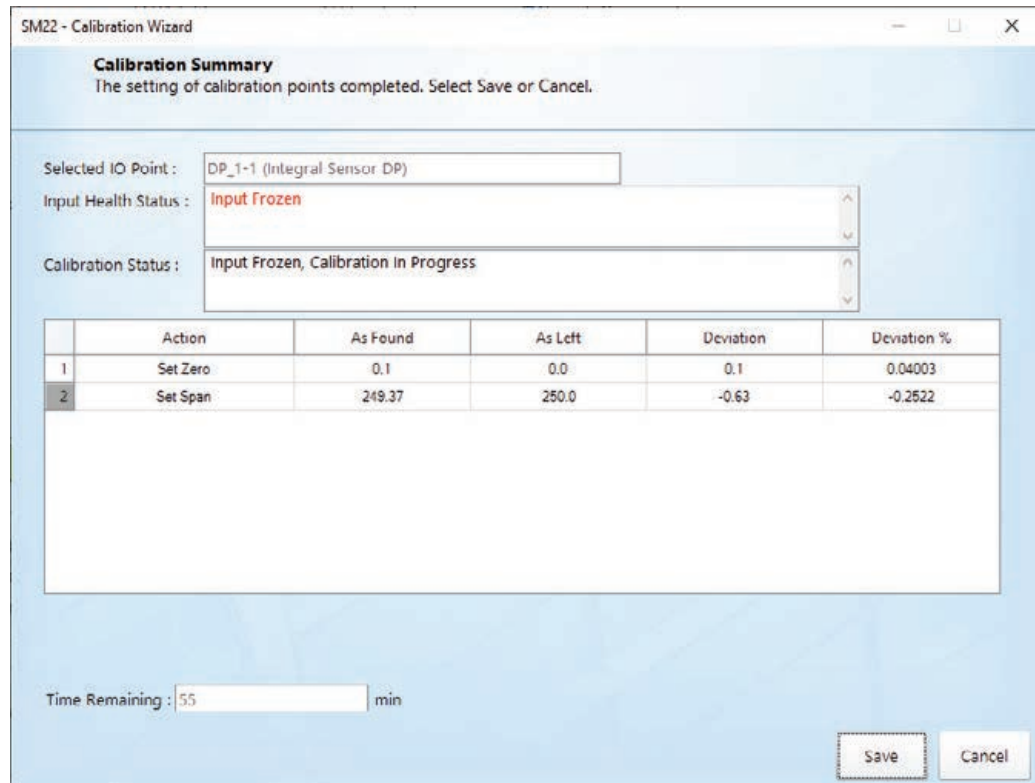 SM22 - Calibration Wizard
Calibration Summary
The setting of calibration points completed. Select Save or Cancel.
Selected IO Point : DP_1-1 (Integral Sensor DP)
Input Health Status : Input Frozen
Calibration Status : Input Frozen, Calibration In Progress
Action As Found As Left Deviation Deviation %
1 Set Zero 0.1 0.0 0.1 0.04003
2 Set Span 249.37 250.0 -0.63 -0.2522
Time Remaining : 55 min
Save Cancel